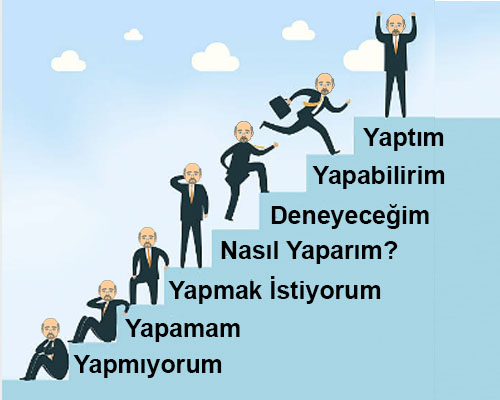 Yaptım
Yapabilirim
Deneyeceğim
Nasıl Yaparım?
Yapmak İstiyorum
Yapamam
Yapmıyorum